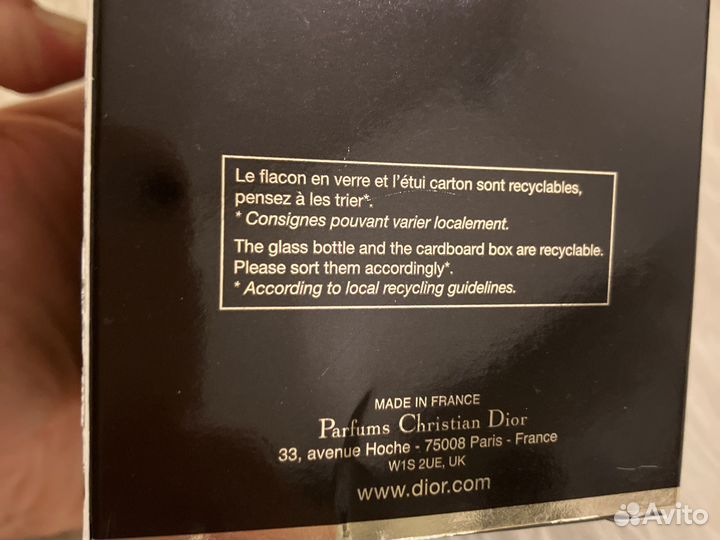 Le flacon en verre et l'étui carton sont recyclables,
pensez à les trier*.
* Consignes pouvant varier localement.
The glass bottle and the cardboard box are recyclable.
Please sort them accordingly*.
* According to local recycling guidelines.
MADE IN FRANCE
Parfums Christian Dior
33, avenue Hoche - 75008 Paris - France
W1S 2UE, UK
www.dior.com
Avito